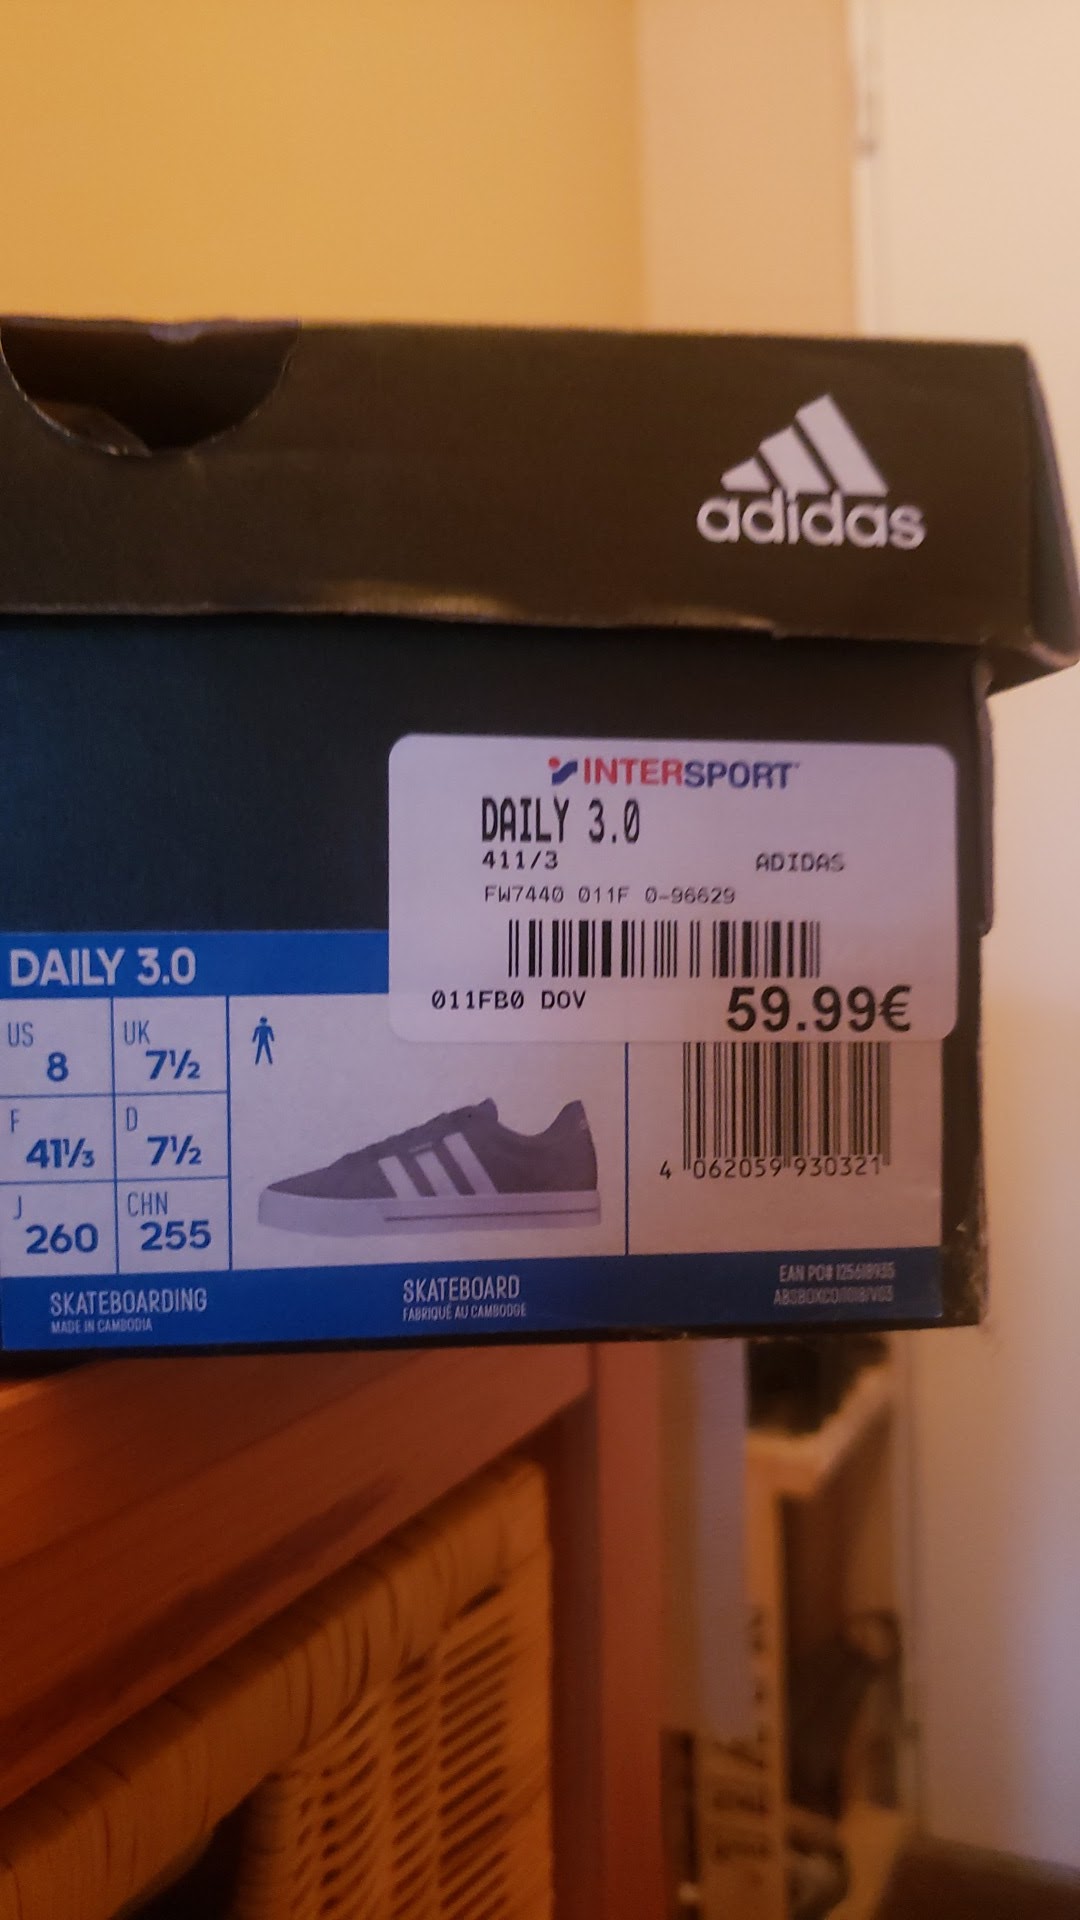 adidas
INTERSPORT
DAILY 3.0
411/3 ADIDAS
FW7440 011F 0-96629
011FB0 DOV 59.99€
DAILY 3.0
US 8 UK 7½
F 41⅓ D 7½
J 260 CHN 255
4 062059 930321
SKATEBOARDING
MADE IN CAMBODIA
SKATEBOARD
FABRIQUÉ AU CAMBODGE
EAN PO#